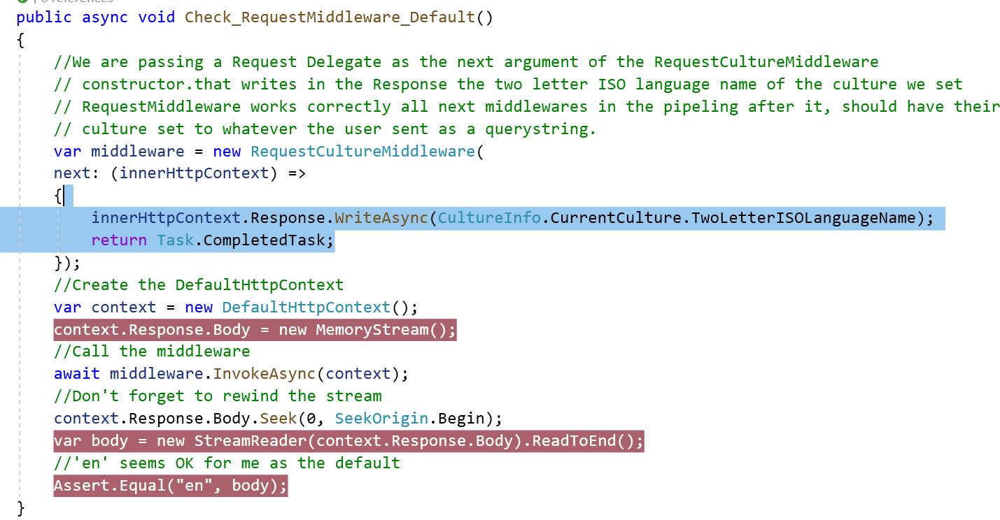 public async void Check_RequestMiddleware_Default()
{
//We are passing a Request Delegate as the next argument of the RequestCultureMiddleware
// constructor.that writes in the Response the two letter ISO language name of the culture we set
// RequestMiddleware works correctly all next middlewares in the pipeling after it, should have their
// culture set to whatever the user sent as a querystring.
var middleware = new RequestCultureMiddleware(
next: (innerHttpContext) =>
{
innerHttpContext.Response.WriteAsync(CultureInfo.CurrentCulture.TwoLetterISOLanguageName);
return Task.CompletedTask;
});
//Create the DefaultHttpContext
var context = new DefaultHttpContext();
context.Response.Body = new MemoryStream();
//Call the middleware
await middleware.InvokeAsync(context);
//Don't forget to rewind the stream
context.Response.Body.Seek(0, SeekOrigin.Begin);
var body = new StreamReader(context.Response.Body).ReadToEnd();
//'en' seems OK for me as the default
Assert.Equal("en", body);
}